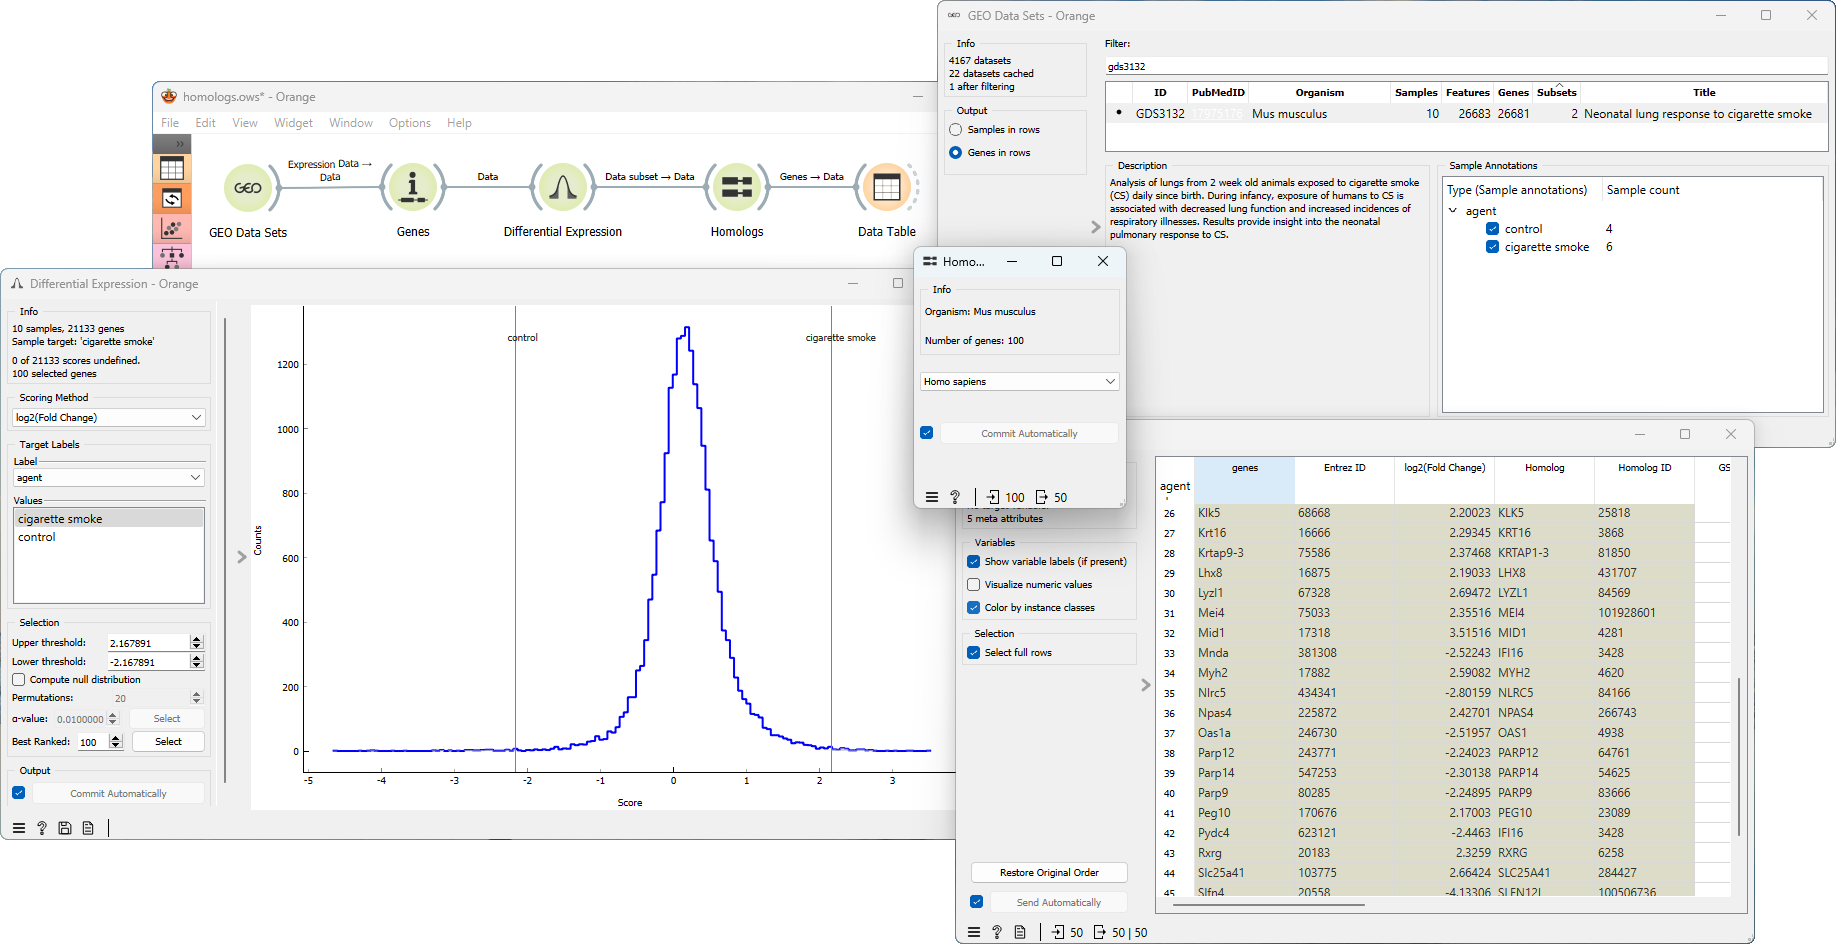 GEO Data Sets - Orange
Info
4167 datasets
22 datasets cached
1 after filtering
Output
Samples in rows
Genes in rows
Filter:
gds3132
ID PubMedID Organism Samples Features Genes Subsets Title
GDS3132 17975176 Mus musculus 10 26683 26681 2 Neonatal lung response to cigarette smoke
Description
Analysis of lungs from 2 week old animals exposed to cigarette smoke
(CS) daily since birth. During infancy, exposure of humans to CS is
associated with decreased lung function and increased incidences of
respiratory illnesses. Results provide insight into the neonatal
pulmonary response to CS.
Sample Annotations
Type (Sample annotations) Sample count
agent
control 4
cigarette smoke 6
homologs.ows* - Orange
File Edit View Widget Window Options Help
Expression Data → Data
Data
Data subset → Data
Genes → Data
GEO
GEO Data Sets
Genes
Differential Expression
Homologs
Data Table
Differential Expression - Orange
Info
10 samples, 21133 genes
Sample target: 'cigarette smoke'
0 of 21133 scores undefined.
100 selected genes
Scoring Method
log2(Fold Change)
Target Labels
Label
agent
Values
cigarette smoke
control
Selection
Upper threshold: 2.167891
Lower threshold: -2.167891
Compute null distribution
Permutations: 20
α-value: 0.0100000 Select
Best Ranked: 100 Select
Output
Commit Automatically
control
cigarette smoke
Counts
1200
1000
800
600
400
200
0
-5 -4 -3 -2 -1 0 1 2 3
Score
Homo...
Info
Organism: Mus musculus
Number of genes: 100
Homo sapiens
Commit Automatically
100 50
5 meta attributes
Variables
Show variable labels (if present)
Visualize numeric values
Color by instance classes
Selection
Select full rows
Restore Original Order
Send Automatically
50 50 | 50
genes Entrez ID log2(Fold Change) Homolog Homolog ID GS
agent
26 Klk5 68668 2.20023 KLK5 25818
27 Krt16 16666 2.29345 KRT16 3868
28 Krtap9-3 75586 2.37468 KRTAP1-3 81850
29 Lhx8 16875 2.19033 LHX8 431707
30 Lyzl1 67328 2.69472 LYZL1 84569
31 Mei4 75033 2.35516 MEI4 101928601
32 Mid1 17318 3.51516 MID1 4281
33 Mnda 381308 -2.52243 IFI16 3428
34 Myh2 17882 2.59082 MYH2 4620
35 Nlrc5 434341 -2.80159 NLRC5 84166
36 Npas4 225872 2.42701 NPAS4 266743
37 Oas1a 246730 -2.51957 OAS1 4938
38 Parp12 243771 -2.24023 PARP12 64761
39 Parp14 547253 -2.30138 PARP14 54625
40 Parp9 80285 -2.24895 PARP9 83666
41 Peg10 170676 2.17003 PEG10 23089
42 Pydc4 623121 -2.4463 IFI16 3428
43 Rxrg 20183 2.3259 RXRG 6258
44 Slc25a41 103775 2.66424 SLC25A41 284427
45 Slfn4 20558 -4.13306 SLFN12L 100506736